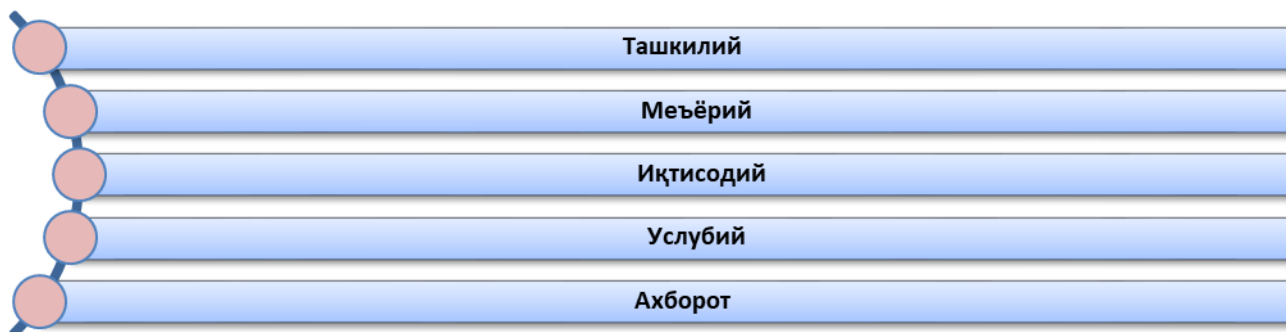 Ташкилий
Меъёрий
Иқтисодий
Услубий
Ахборот